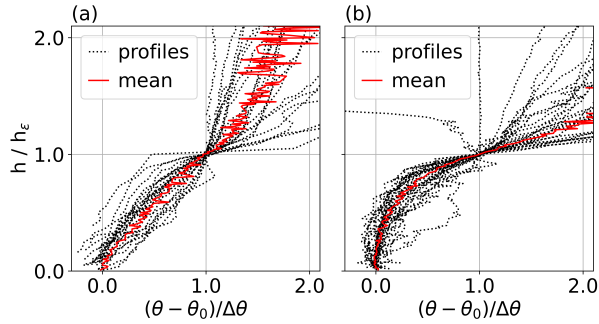 (a)
(b)
2.0
1.0
0.0
h / hε
profiles
mean
profiles
mean
0.0 1.0 2.0
0.0 1.0 2.0
(θ − θ₀)/Δθ
(θ − θ₀)/Δθ